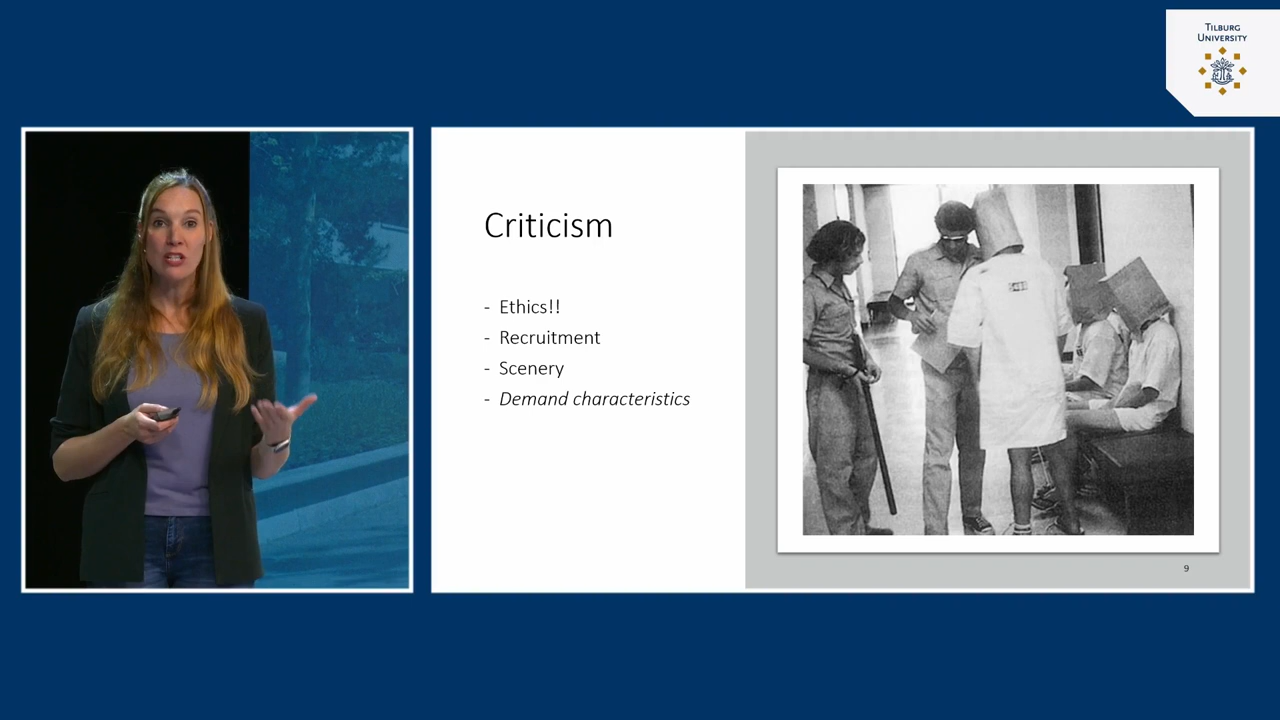 TILBURG
UNIVERSITY
Criticism
- Ethics!!
- Recruitment
- Scenery
- Demand characteristics
9